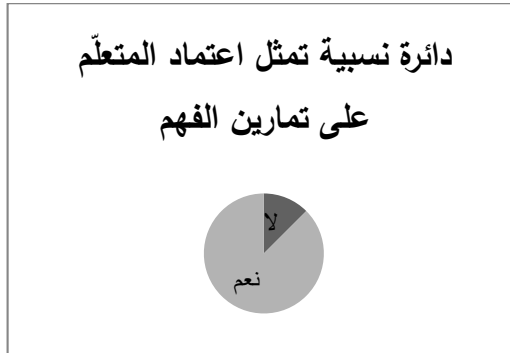 دائرة نسبية تمثل اعتماد المتعلّم
على تمارين الفهم
لا
نعم